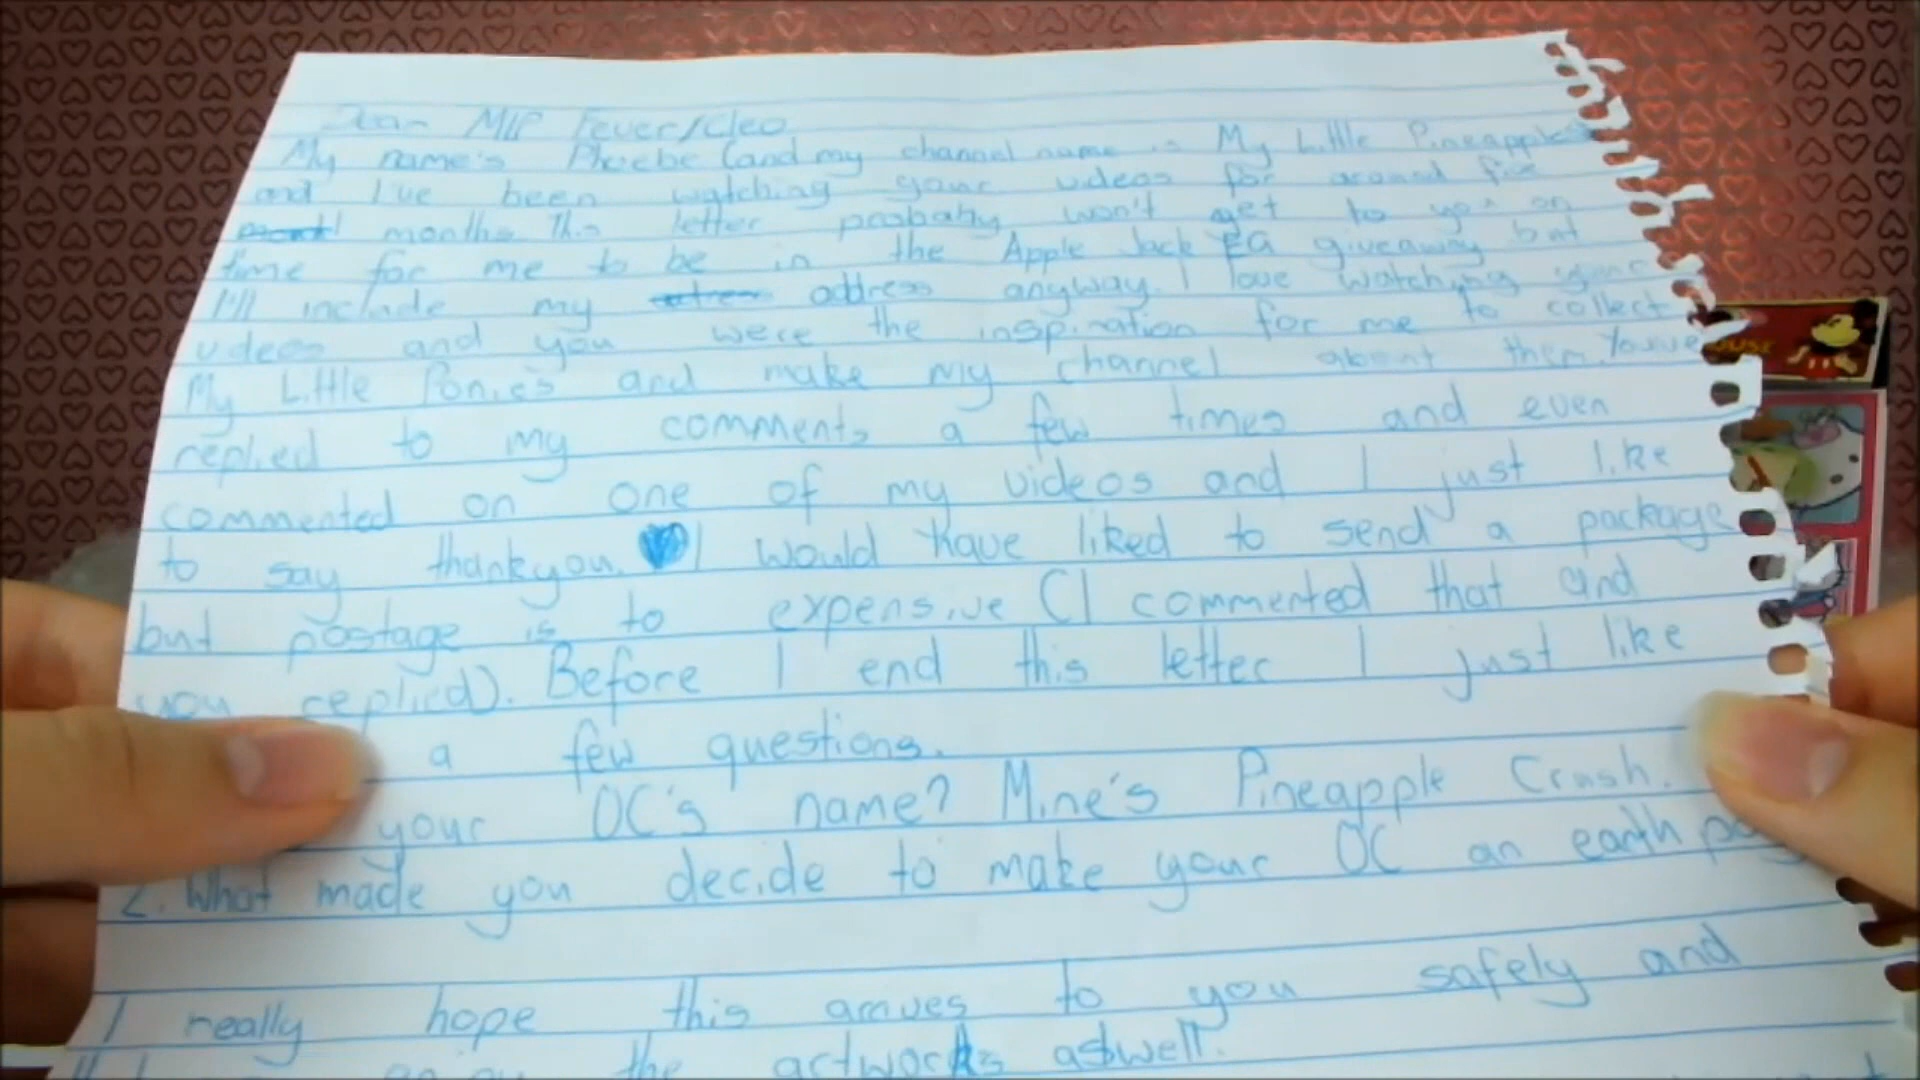 Dear MLP Fever/Cleo
My name's Phoebe (and my channel name is My Little Pineapple
and I've been watching your videos for around five
months. This letter probably won't get to you on
time for me to be in the Apple Jack EG giveaway but
I'll include my address anyway. I love watching your
videos and you were the inspiration for me to collect
My Little Ponies and make my channel about them. You've
replied to my comments a few times and even
commented on one of my videos and I just like
to say thankyou. I would have liked to send a package
but postage is to expensive (I commented that and
you replied). Before I end this letter I just like
a few questions.
your OC's name? Mine's Pineapple Crush.
2. What made you decide to make your OC an earth
I really hope this arrives to you safely and
the artworks aswell.